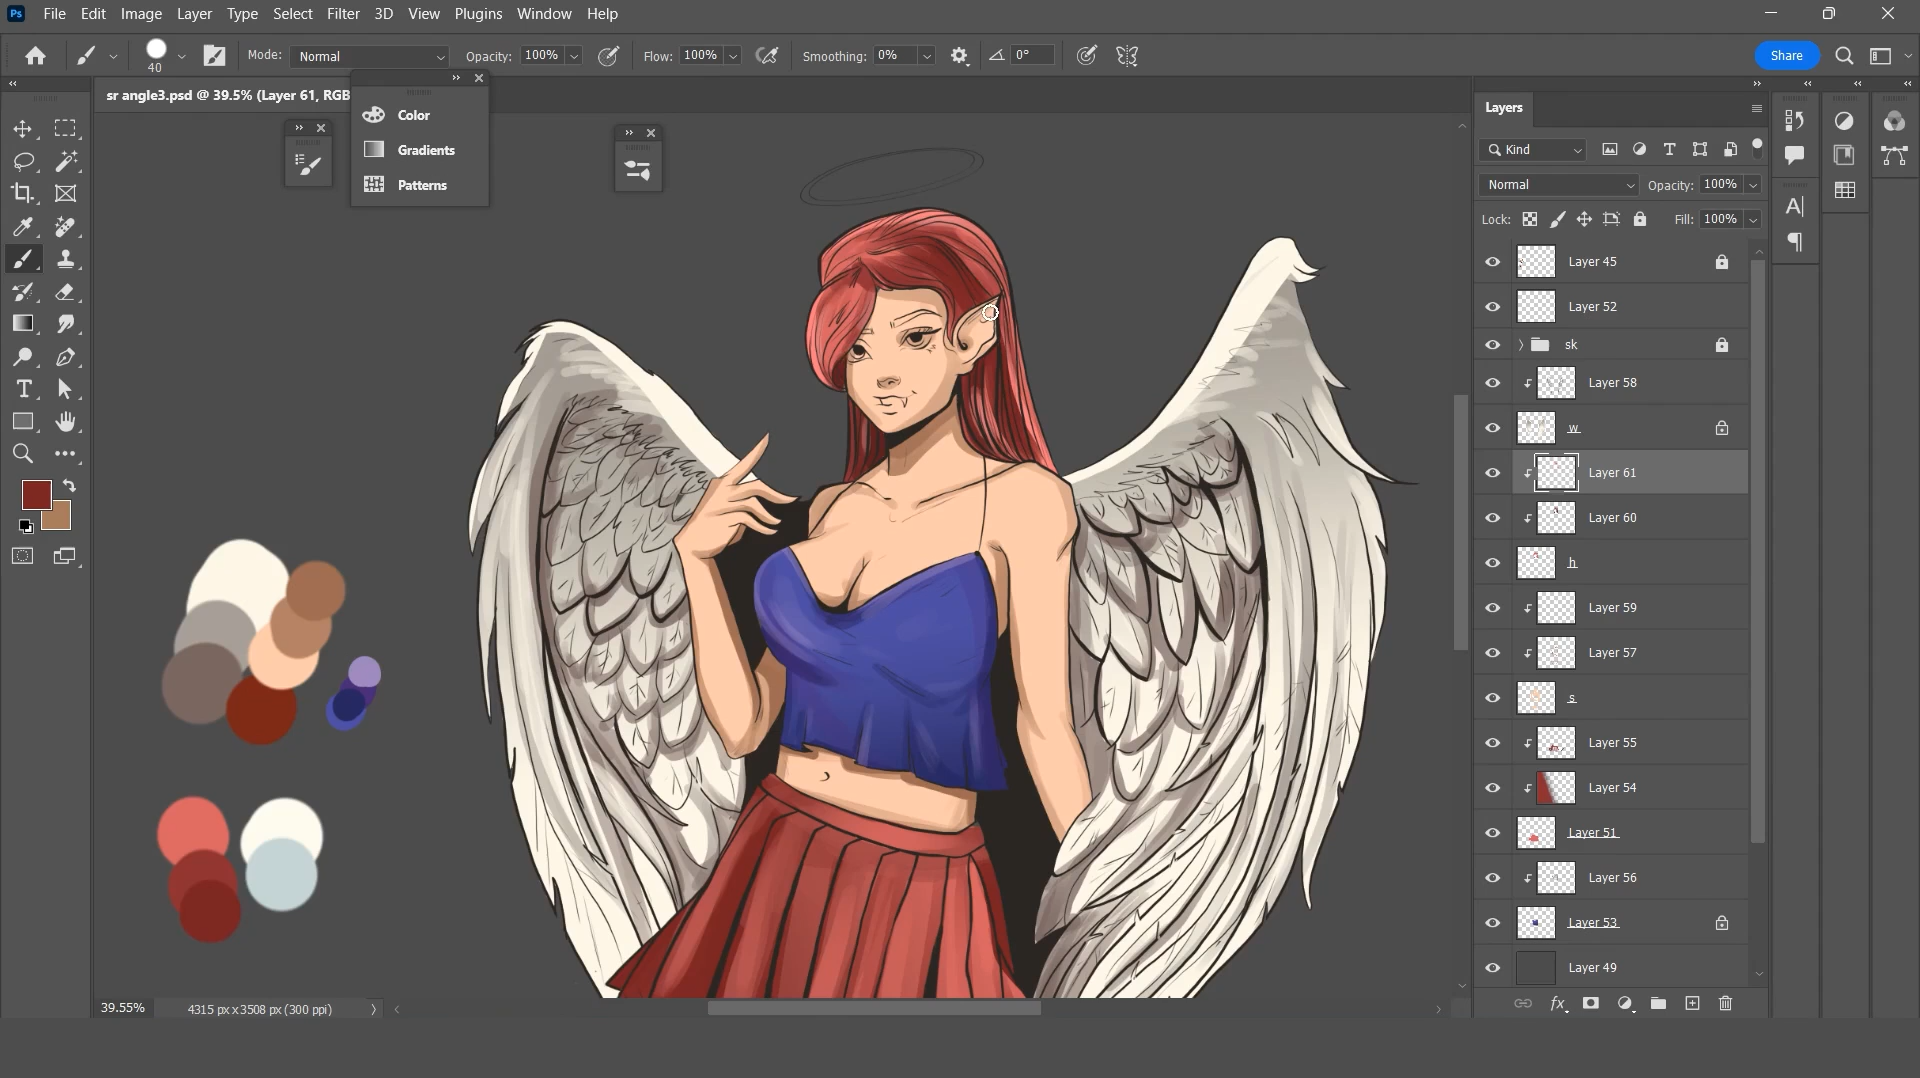 Ps File Edit Image Layer Type Select Filter 3D View Plugins Window Help
40 Mode: Normal Opacity: 100% Flow: 100% Smoothing: 0% 0° Share
sr angle3.psd @ 39.5% (Layer 61, RGB
Color
Gradients
Patterns
Layers
Kind
Normal Opacity: 100%
Lock: Fill: 100%
Layer 45
Layer 52
sk
Layer 58
w
Layer 61
Layer 60
h
Layer 59
Layer 57
s
Layer 55
Layer 54
Layer 51
Layer 56
Layer 53
Layer 49
39.55% 4315 px x 3508 px (300 ppi)
fx